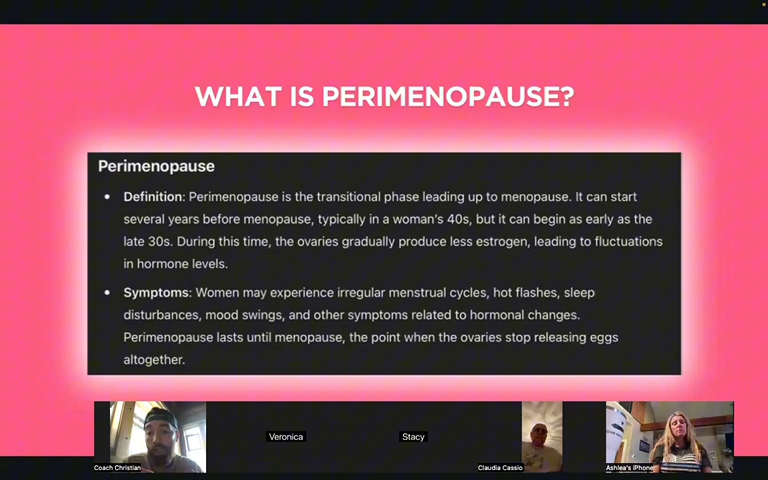 WHAT IS PERIMENOPAUSE?
Perimenopause
• Definition: Perimenopause is the transitional phase leading up to menopause. It can start
several years before menopause, typically in a woman's 40s, but it can begin as early as the
late 30s. During this time, the ovaries gradually produce less estrogen, leading to fluctuations
in hormone levels.
• Symptoms: Women may experience irregular menstrual cycles, hot flashes, sleep
disturbances, mood swings, and other symptoms related to hormonal changes.
Perimenopause lasts until menopause, the point when the ovaries stop releasing eggs
altogether.
Veronica
Stacy
Coach Christian
Claudia Cassio
Ashlea's iPhone